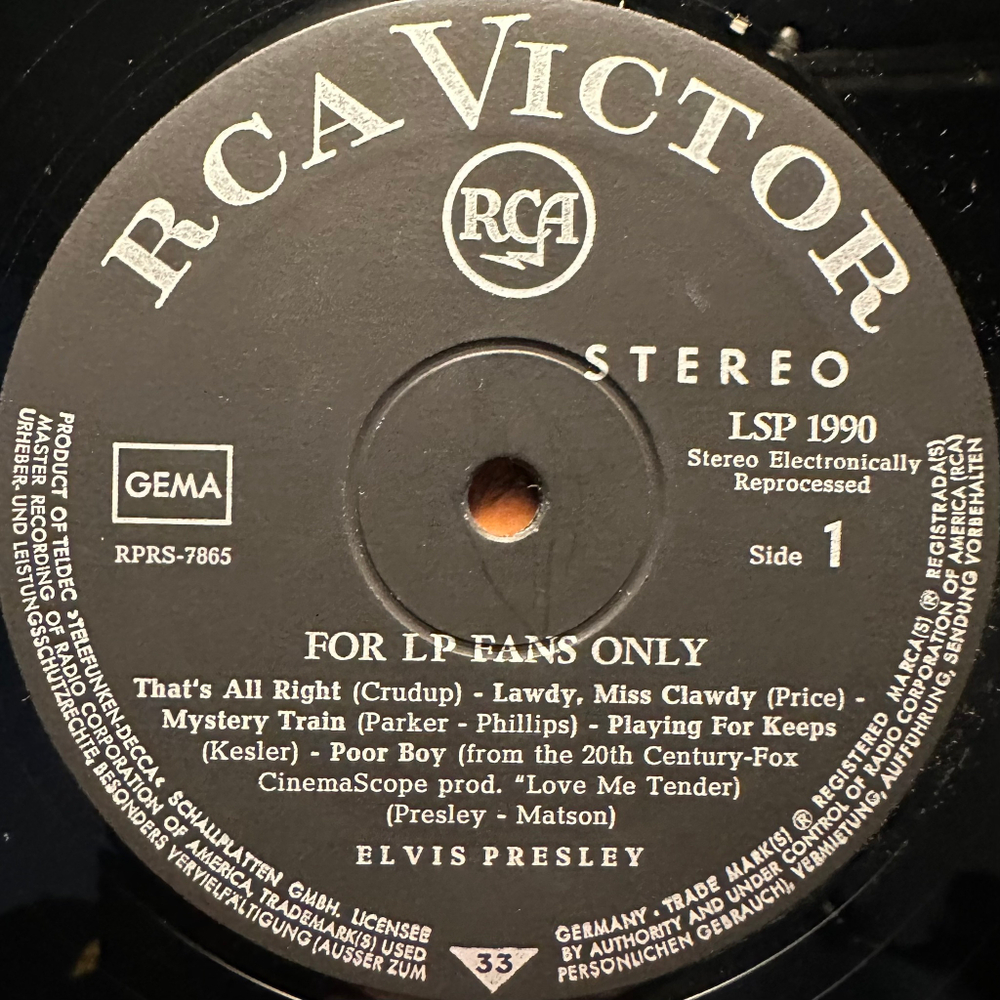 RCA VICTOR
RCA
STEREO
LSP 1990
Stereo Electronically
Reprocessed
GEMA
RPRS-7865
Side 1
FOR LP FANS ONLY
That's All Right (Crudup) - Lawdy, Miss Clawdy (Price) -
Mystery Train (Parker - Phillips) - Playing For Keeps
(Kesler) - Poor Boy (from the 20th Century-Fox
CinemaScope prod. “Love Me Tender)
(Presley - Matson)
ELVIS PRESLEY
33
PRODUCT OF TELDEC »TELEFUNKEN-DECCA« SCHALLPLATTEN GMBH. LICENSEE
GERMANY · TRADE MARK(S) ® REGISTERED MARCA(S) ® REGISTRADA(S)
MASTER RECORDING OF RADIO CORPORATION OF AMERICA, TRADEMARK(S) USED
BY AUTHORITY AND UNDER CONTROL OF RADIO CORPORATION OF AMERICA (RCA)
URHEBER- UND LEISTUNGSSCHUTZRECHTE, BESONDERS VERVIELFÄLTIGUNG (AUSSER ZUM
PERSÖNLICHEN GEBRAUCH), VERMIETUNG, AUFFÜHRUNG, SENDUNG VORBEHALTEN